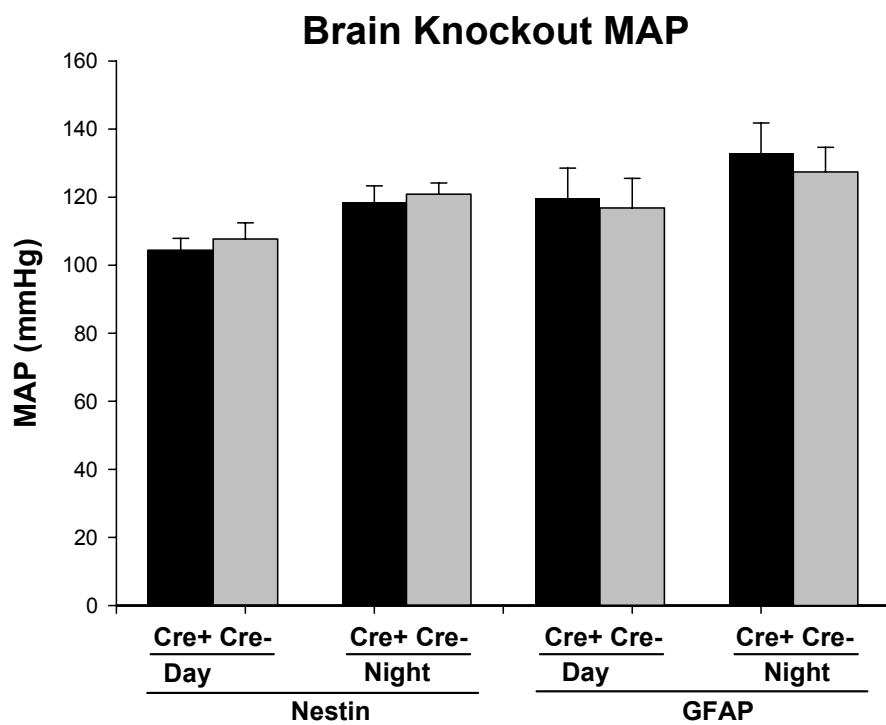 Brain Knockout MAP
MAP (mmHg)
160
140
120
100
80
60
40
20
0
Cre+ Cre- Cre+ Cre- Cre+ Cre- Cre+ Cre-
Day Night Day Night
Nestin GFAP